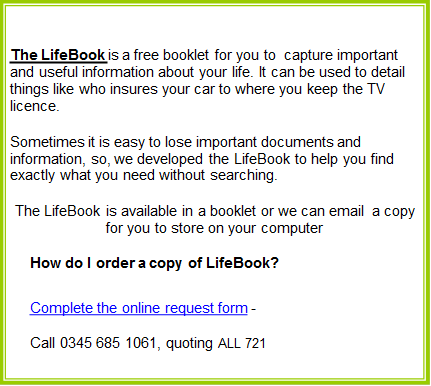 The LifeBook is a free booklet for you to capture important
and useful information about your life. It can be used to detail
things like who insures your car to where you keep the TV
licence.
Sometimes it is easy to lose important documents and
information, so, we developed the LifeBook to help you find
exactly what you need without searching.
The LifeBook is available in a booklet or we can email a copy
for you to store on your computer
How do I order a copy of LifeBook?
Complete the online request form -
Call 0345 685 1061, quoting ALL 721